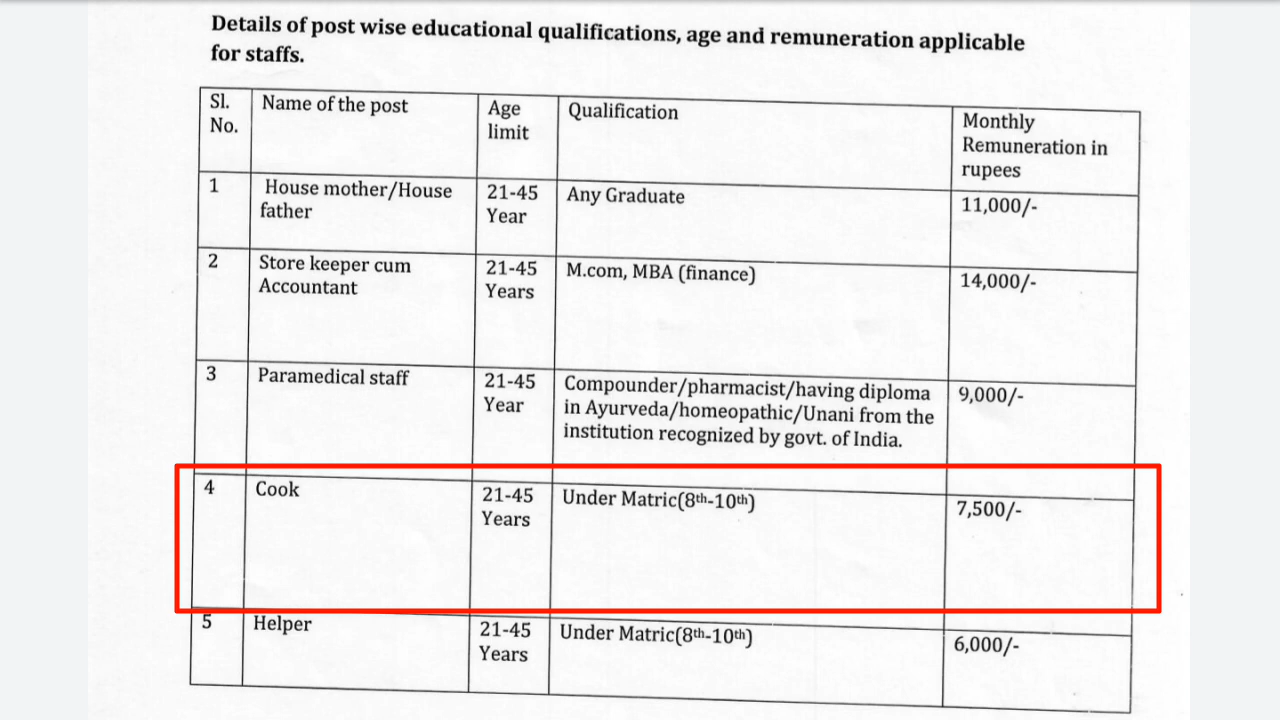 Details of post wise educational qualifications, age and remuneration applicable
for staffs.
Sl.
No.
Name of the post
Age
limit
Qualification
Monthly
Remuneration in
rupees
1
House mother/House
father
21-45
Year
Any Graduate
11,000/-
2
Store keeper cum
Accountant
21-45
Years
M.com, MBA (finance)
14,000/-
3
Paramedical staff
21-45
Year
Compounder/pharmacist/having diploma
in Ayurveda/homeopathic/Unani from the
institution recognized by govt. of India.
9,000/-
4
Cook
21-45
Years
Under Matric(8th-10th)
7,500/-
5
Helper
21-45
Years
Under Matric(8th-10th)
6,000/-